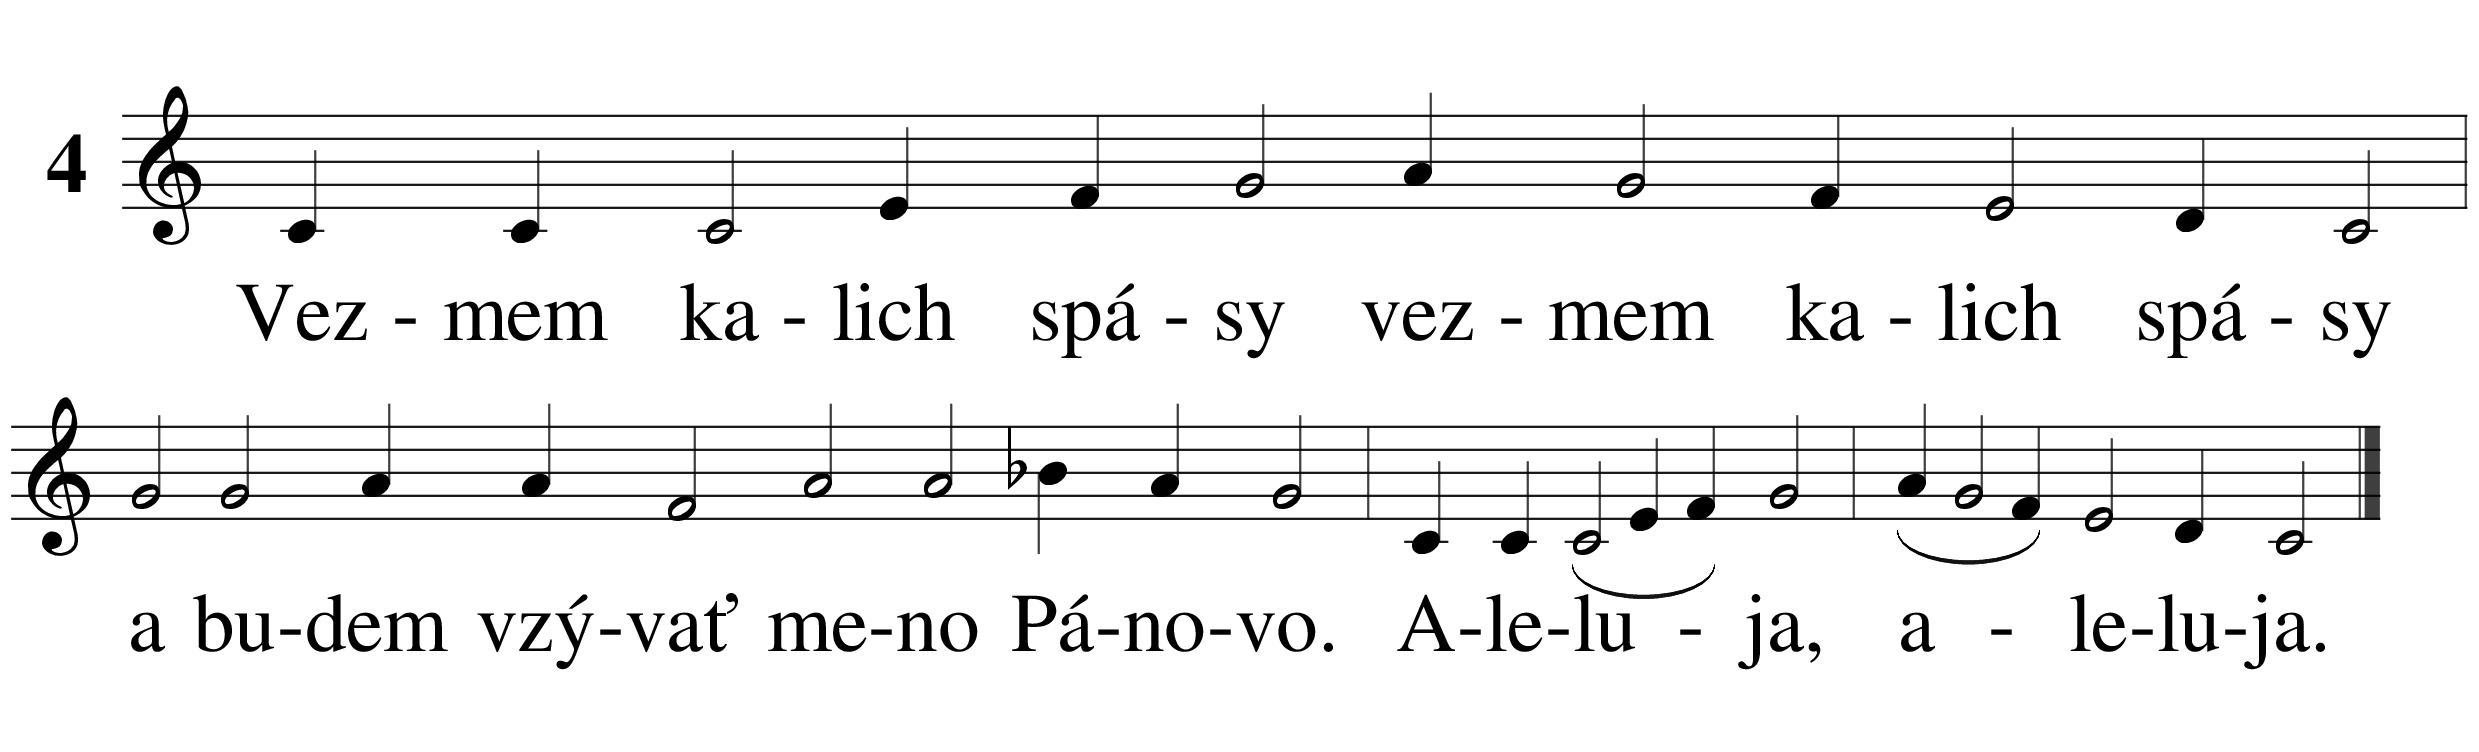 4
Vez - mem ka - lich spá - sy vez - mem ka - lich spá - sy
a bu-dem vzý-vať me-no Pá-no-vo. A-le-lu - ja, a - le-lu-ja.